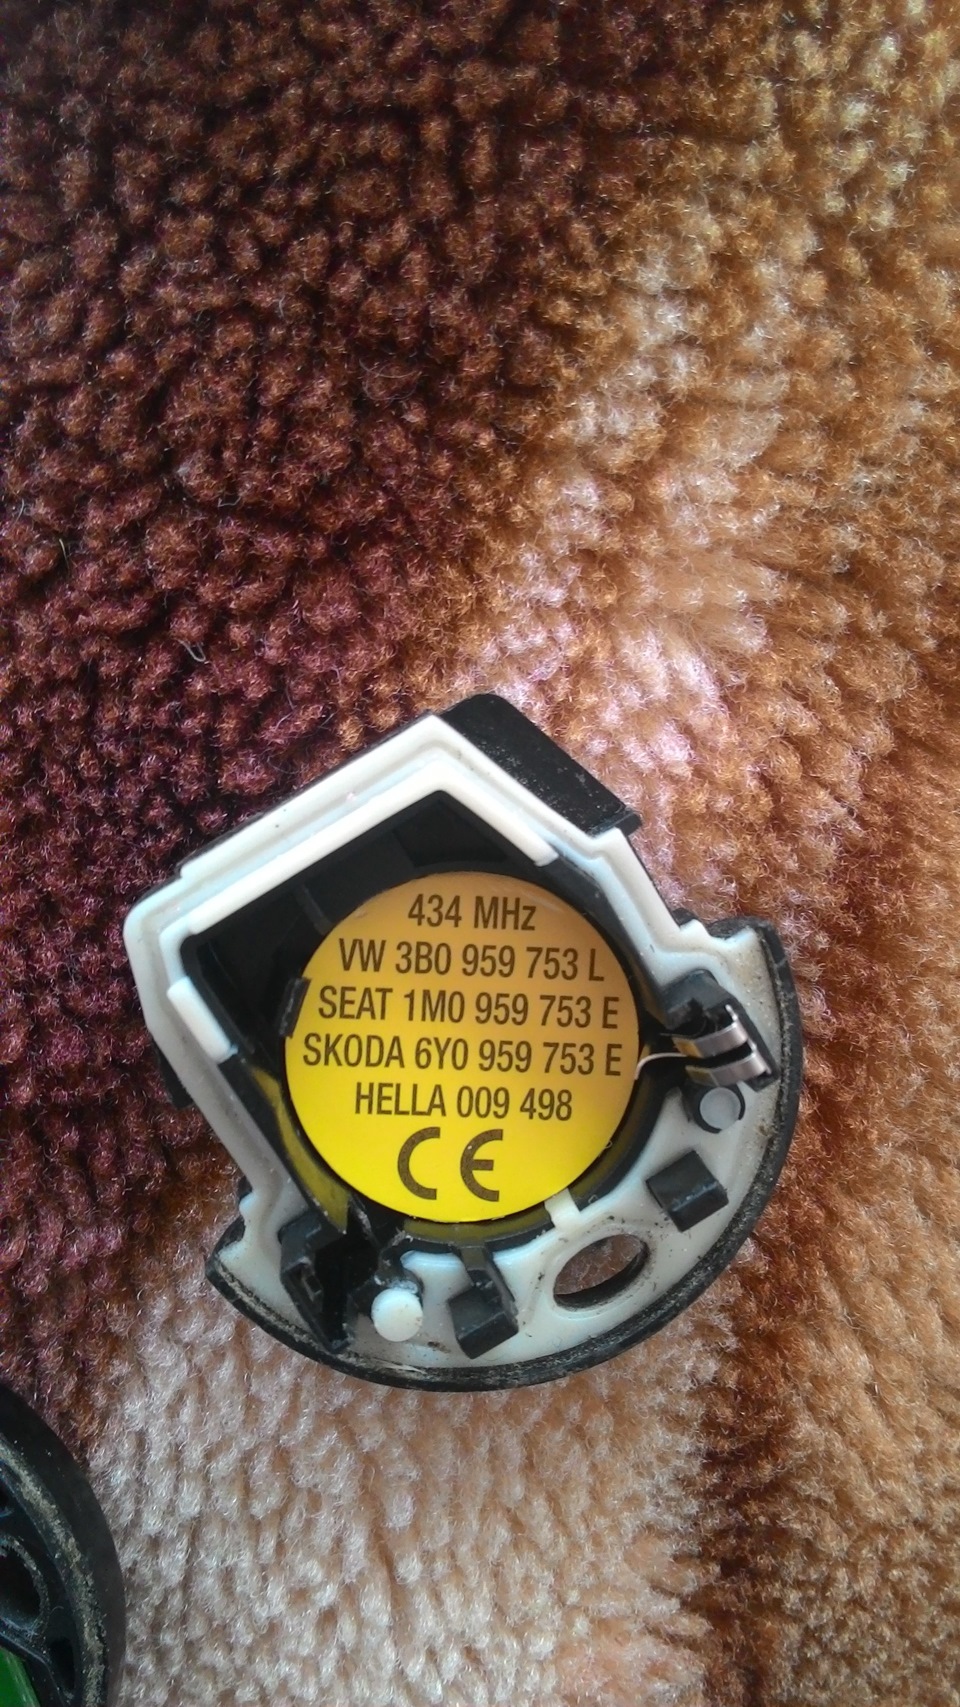 434 MHz
VW 3B0 959 753 L
SEAT 1M0 959 753 E
SKODA 6Y0 959 753 E
HELLA 009 498
CE